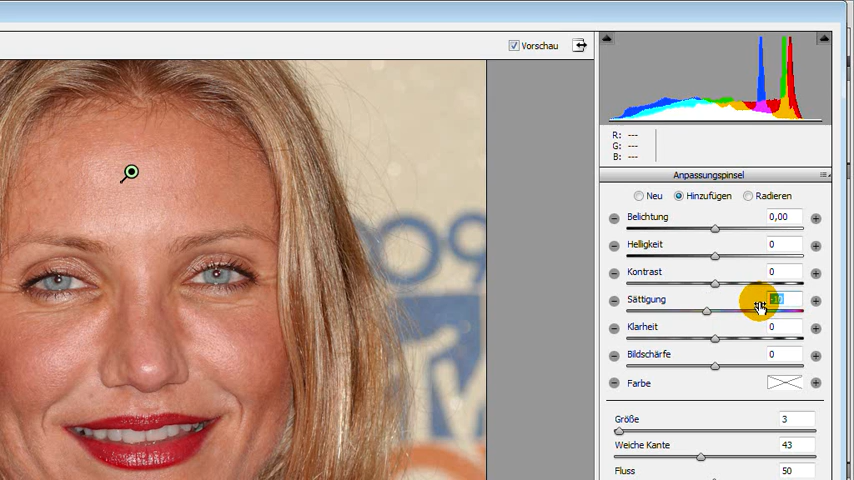 Vorschau
R: ---
G: ---
B: ---
Anpassungspinsel
Neu Hinzufügen Radieren
Belichtung 0,00
Helligkeit 0
Kontrast 0
Sättigung
Klarheit 0
Bildschärfe 0
Farbe
Größe 3
Weiche Kante 43
Fluss 50